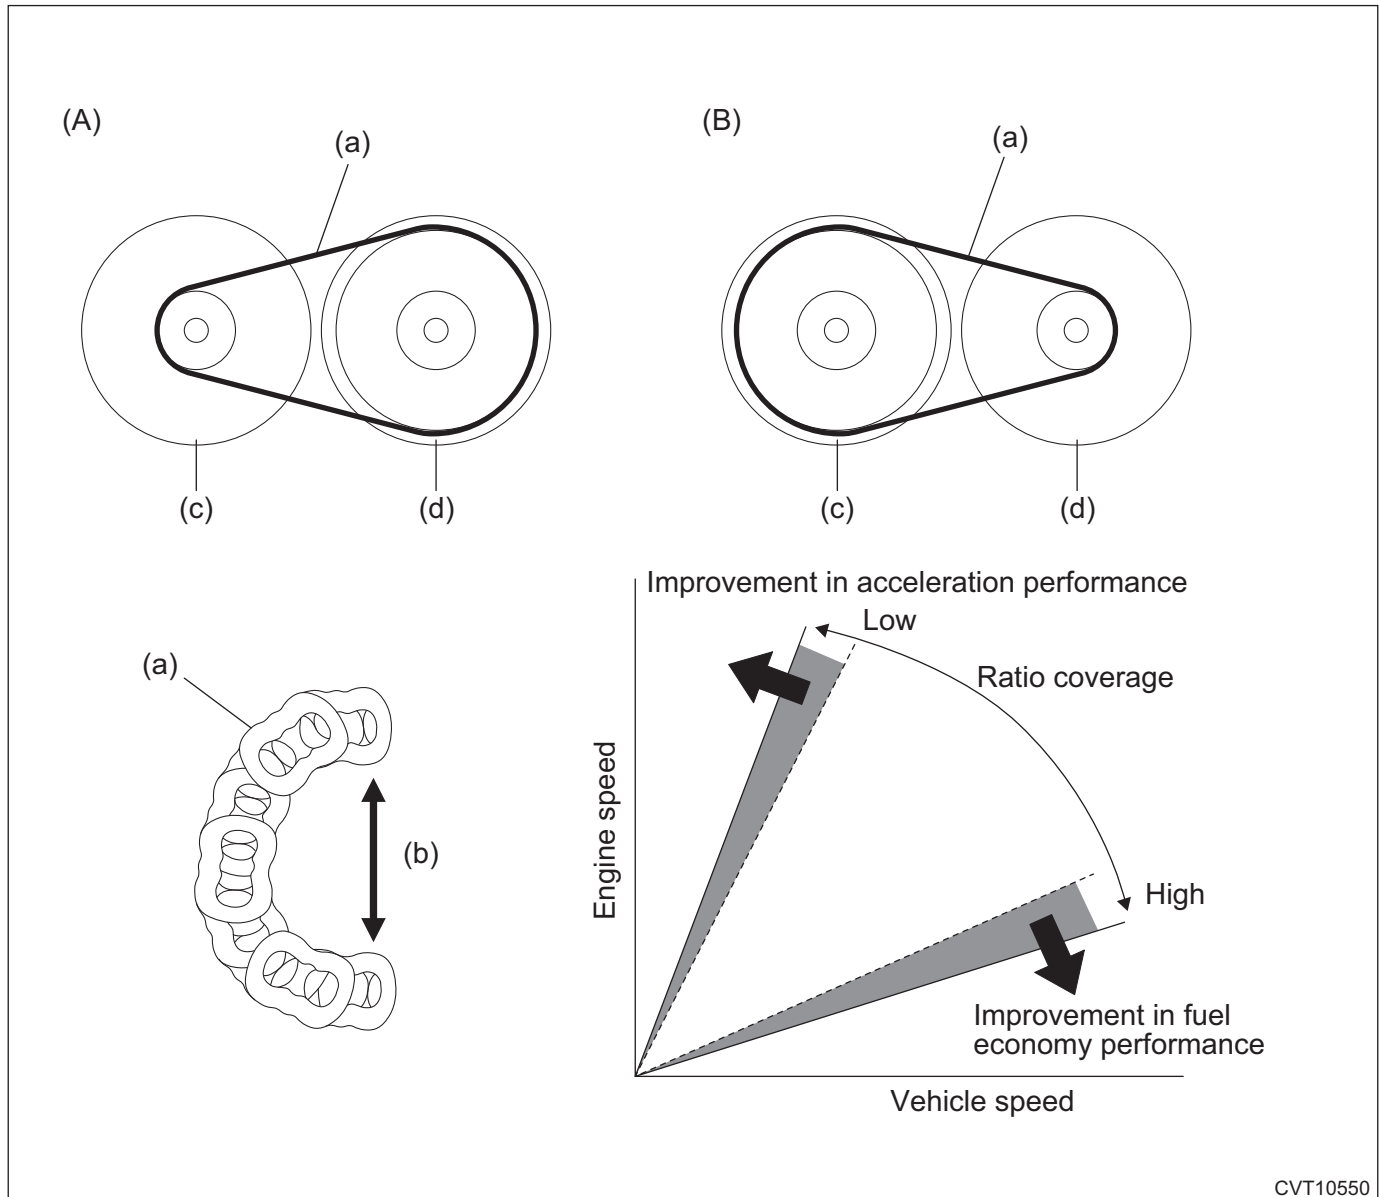 (A)
(B)
(a)
(a)
(c)
(d)
(c)
(d)
Improvement in acceleration performance
Low
Ratio coverage
(a)
(b)
Engine speed
High
Improvement in fuel
economy performance
Vehicle speed
CVT10550